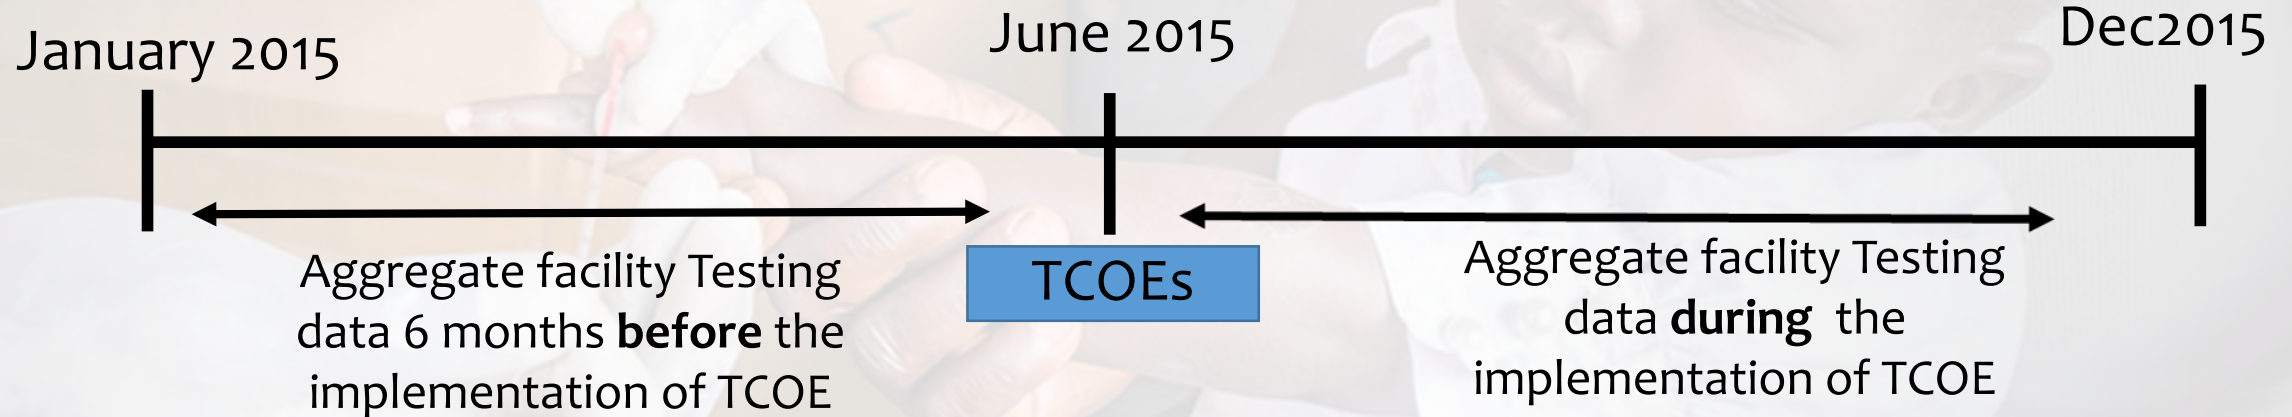 January 2015
June 2015
Dec2015
TCOEs
Aggregate facility Testing
data 6 months before the
implementation of TCOE
Aggregate facility Testing
data during the
implementation of TCOE